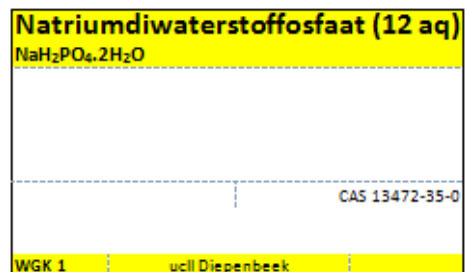 Natriumdiwaterstoffosfaat (12 aq)
NaH₂PO₄.2H₂O
CAS 13472-35-0
WGK 1 ucll Diepenbeek